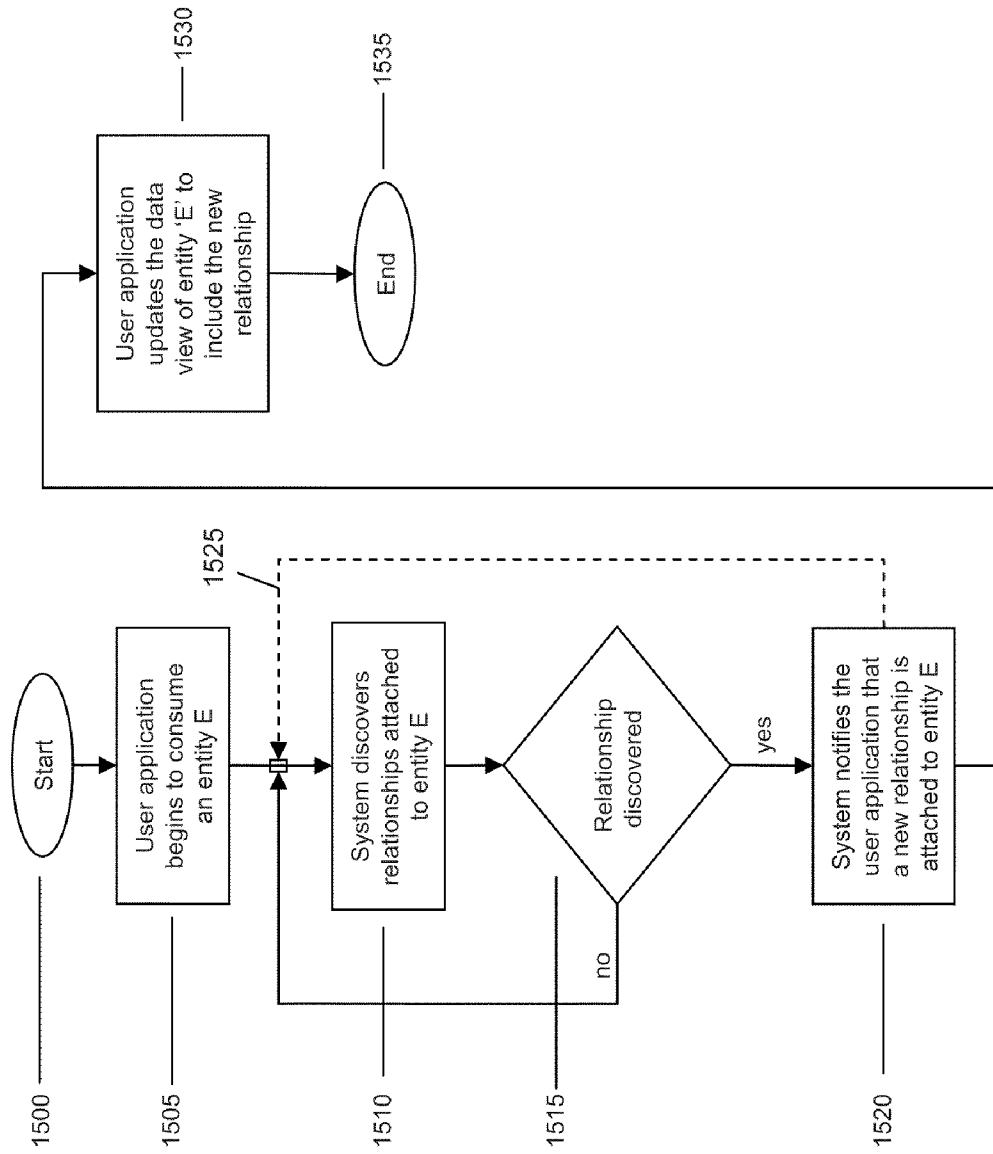 1500
Start
1505
User application
begins to consume
an entity E
1525
1510
System discovers
relationships attached
to entity E
1515
Relationship
discovered
no
yes
1520
System notifies the
user application that
a new relationship is
attached to entity E
1530
User application
updates the data
view of entity ‘E’ to
include the new
relationship
1535
End